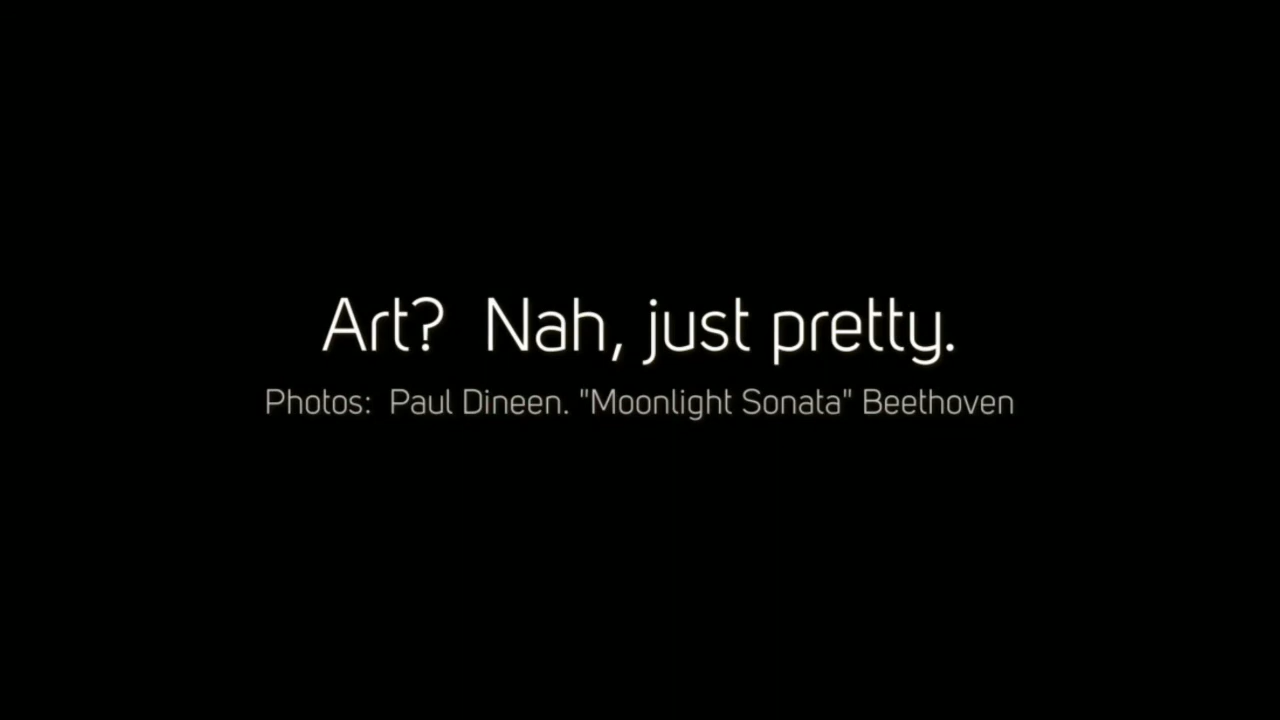 Art?  Nah, just pretty.
Photos:  Paul Dineen. "Moonlight Sonata" Beethoven